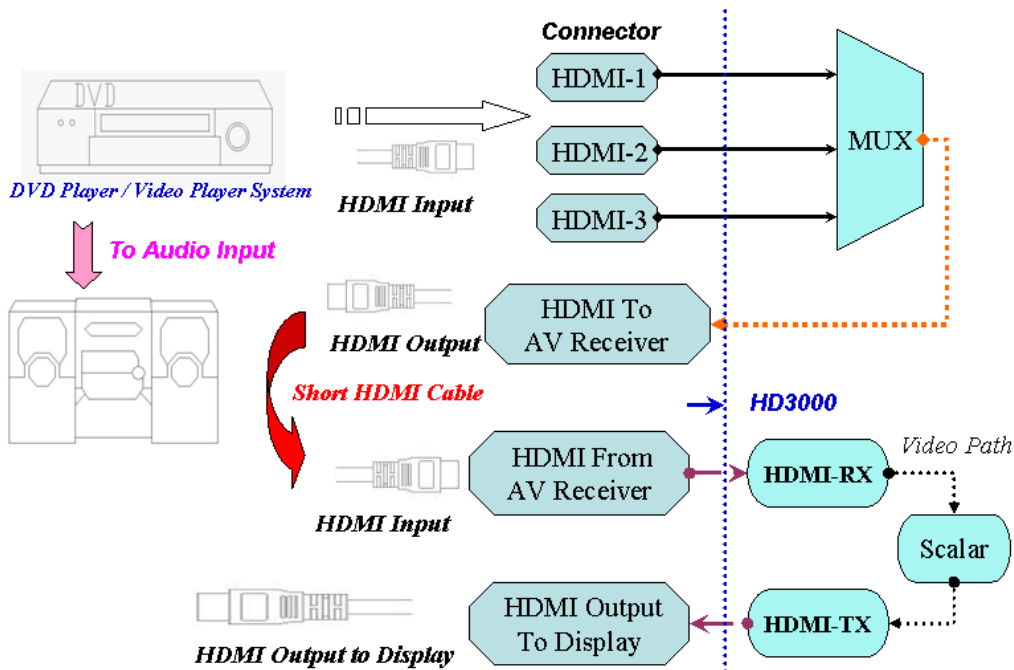 Connector
HDMI-1
DVD
MUX
HDMI-2
DVD Player / Video Player System
HDMI Input
HDMI-3
To Audio Input
HDMI To
AV Receiver
HDMI Output
Short HDMI Cable
HD3000
Video Path
HDMI From
AV Receiver
HDMI-RX
HDMI Input
Scalar
HDMI Output
To Display
HDMI-TX
HDMI Output to Display